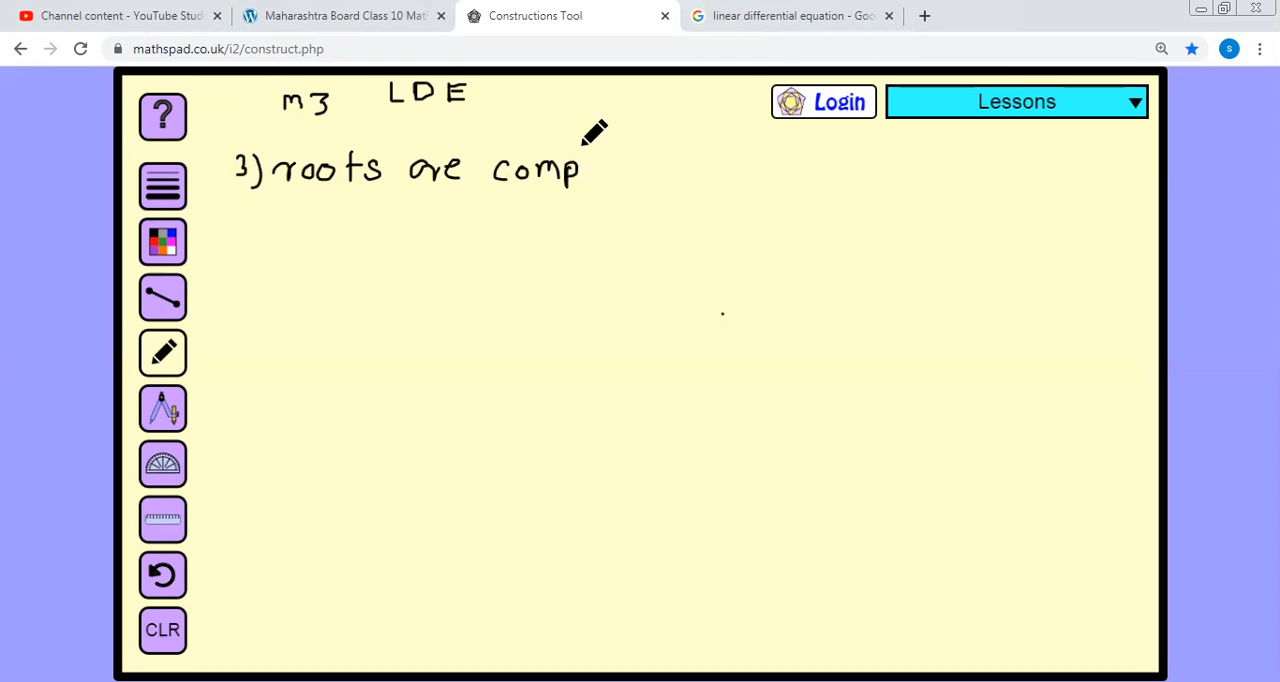 Channel content - YouTube Stud
Maharashtra Board Class 10 Mat
Constructions Tool
linear differential equation - Goo
mathspad.co.uk/i2/construct.php
S
?
m3 LDE
Login
Lessons
3) roots are comp
CLR